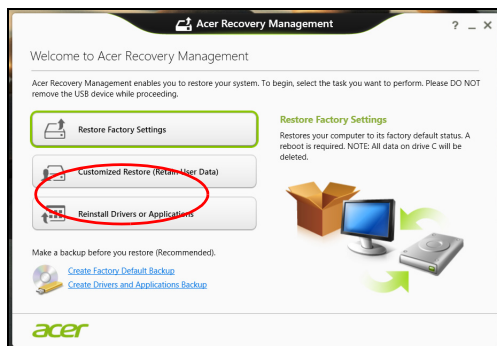 Acer Recovery Management
? _ X
Welcome to Acer Recovery Management
Acer Recovery Management enables you to restore your system. To begin, select the task you want to perform. Please DO NOT
remove the USB device while proceeding.
Restore Factory Settings
Customized Restore (Retain User Data)
Reinstall Drivers or Applications
Restore Factory Settings
Restores your computer to its factory default status. A
reboot is required. NOTE: All data on drive C will be
deleted.
Make a backup before you restore (Recommended).
Create Factory Default Backup
Create Drivers and Applications Backup
acer